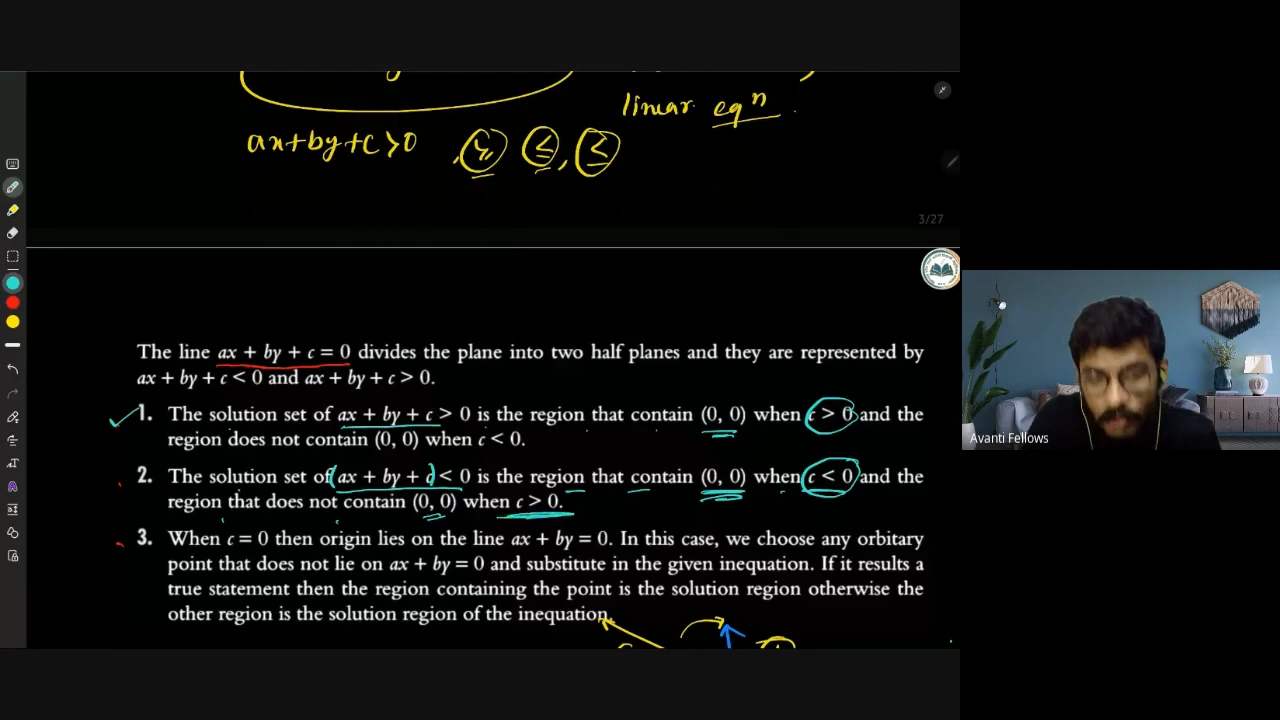 linear eqⁿ
ax+by+c>0 , ≥, ≤, ≤
3/27
The line ax + by + c = 0 divides the plane into two half planes and they are represented by
ax + by + c < 0 and ax + by + c > 0.
1. The solution set of ax + by + c > 0 is the region that contain (0, 0) when c > 0 and the
region does not contain (0, 0) when c < 0.
2. The solution set of (ax + by + c) < 0 is the region that contain (0, 0) when c < 0 and the
region that does not contain (0, 0) when c > 0.
3. When c = 0 then origin lies on the line ax + by = 0. In this case, we choose any orbitary
point that does not lie on ax + by = 0 and substitute in the given inequation. If it results a
true statement then the region containing the point is the solution region otherwise the
other region is the solution region of the inequation.
Avanti Fellows